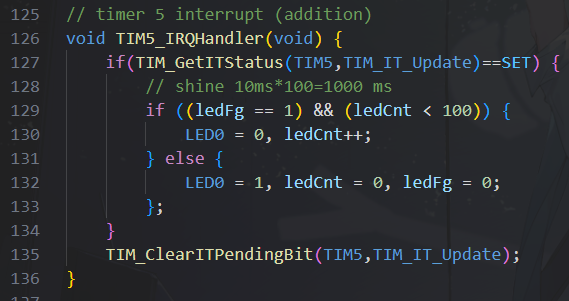 125 // timer 5 interrupt (addition)
126 void TIM5_IRQHandler(void) {
127     if(TIM_GetITStatus(TIM5,TIM_IT_Update)==SET) {
128         // shine 10ms*100=1000 ms
129         if ((ledFg == 1) && (ledCnt < 100)) {
130             LED0 = 0, ledCnt++;
131         } else {
132             LED0 = 1, ledCnt = 0, ledFg = 0;
133         };
134     }
135     TIM_ClearITPendingBit(TIM5,TIM_IT_Update);
136 }